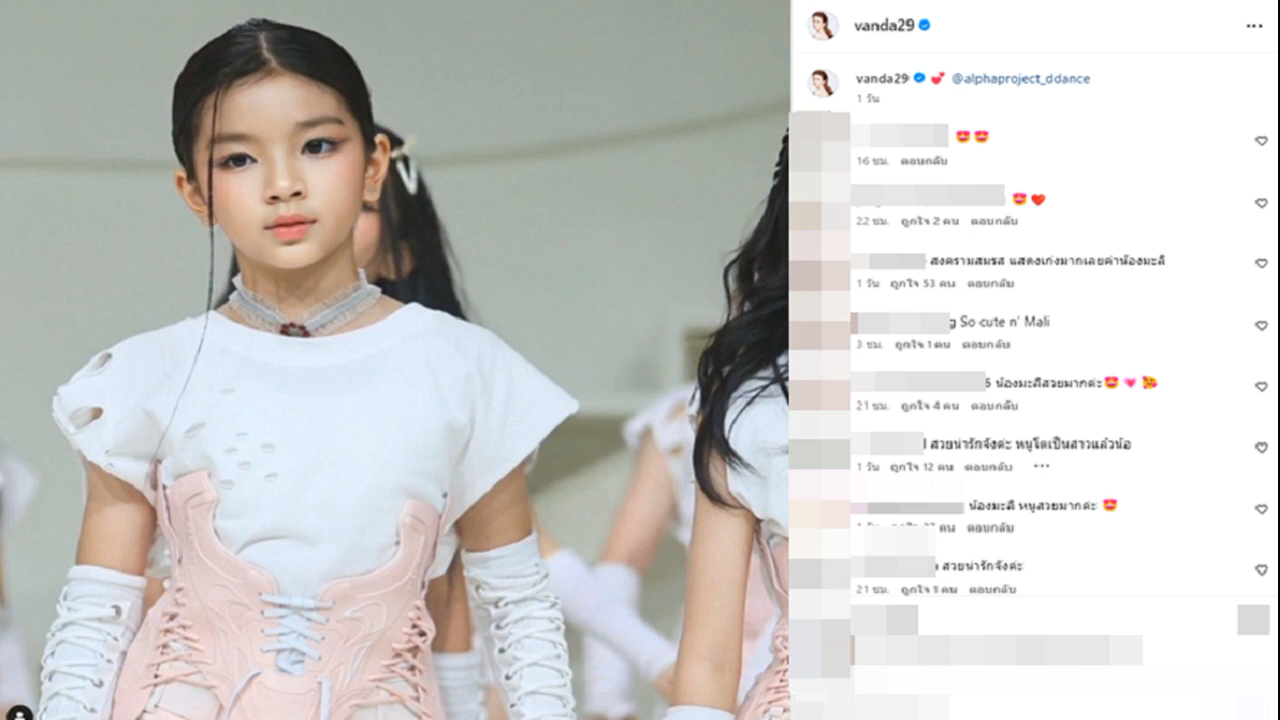 vanda29
vanda29 @alphaproject_ddance
1 วัน
16 ชม. ตอบกลับ
22 ชม. ถูกใจ 2 คน ตอบกลับ
สงครามสมรส แสดงเก่งมากเลยค่าน้องมะลิ
1 วัน ถูกใจ 53 คน ตอบกลับ
g So cute n' Mali
3 ชม. ถูกใจ 1 คน ตอบกลับ
น้องมะลิสวยมากค่ะ
21 ชม. ถูกใจ 4 คน ตอบกลับ
สวยน่ารักจังค่ะ หนูโตเป็นสาวแล้วน้อ
1 วัน ถูกใจ 12 คน ตอบกลับ
น้องมะลิ หนูสวยมากค่ะ
คน ตอบกลับ
สวยน่ารักจังค่ะ
21 ชม. ถูกใจ 1 คน ตอบกลับ